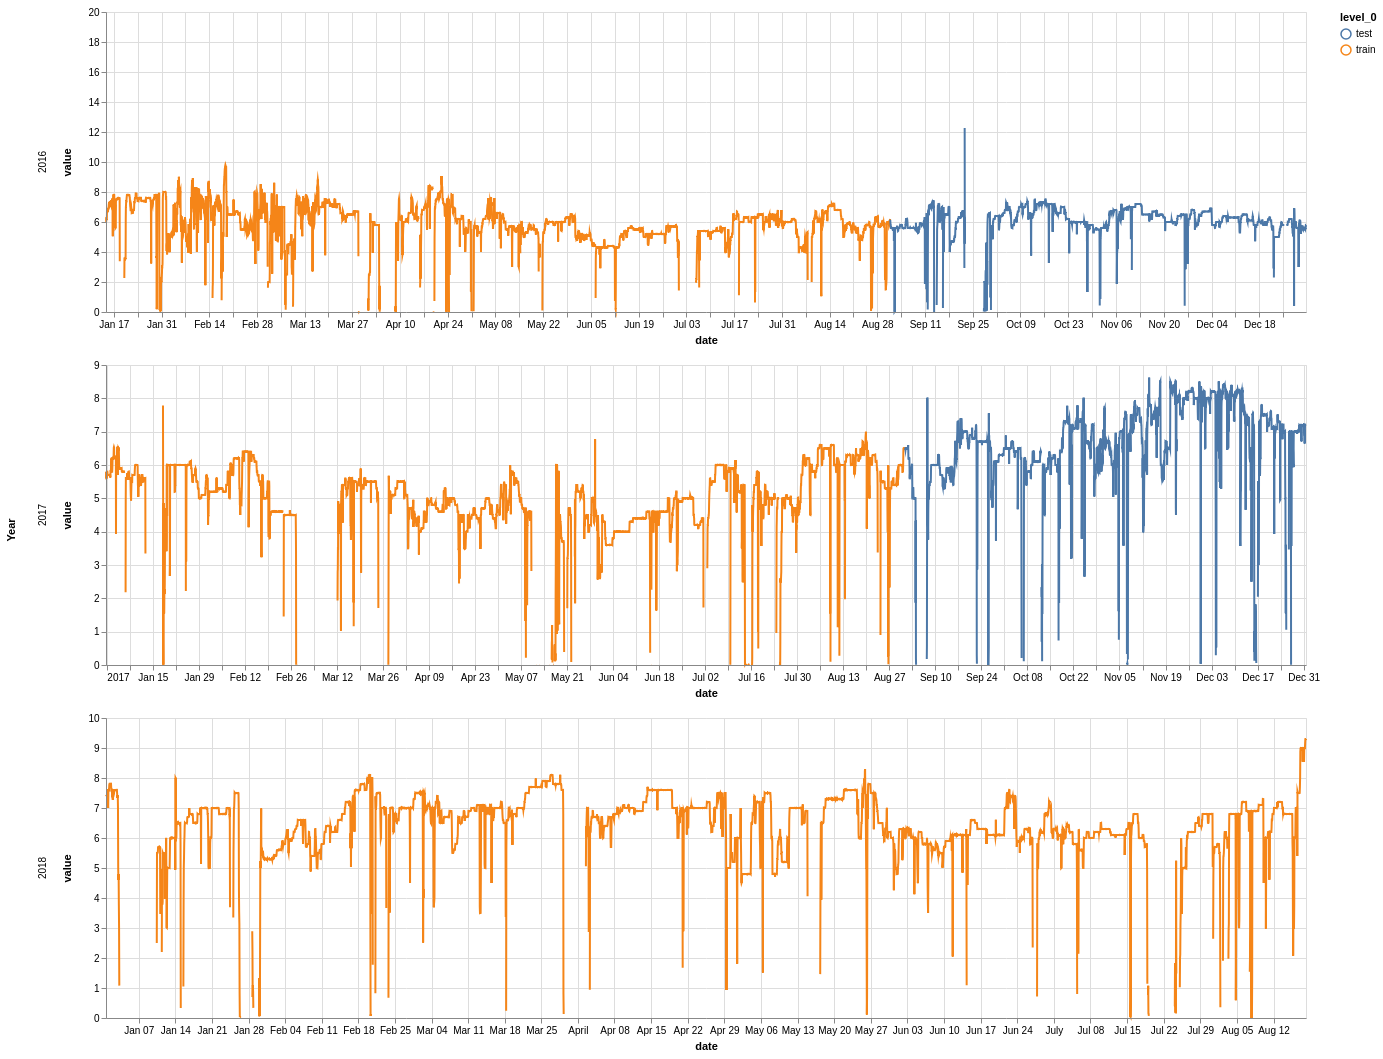 level_0
test
train
20
18
16
14
12
10
8
6
4
2
0
2016
value
Jan 17 Jan 31 Feb 14 Feb 28 Mar 13 Mar 27 Apr 10 Apr 24 May 08 May 22 Jun 05 Jun 19 Jul 03 Jul 17 Jul 31 Aug 14 Aug 28 Sep 11 Sep 25 Oct 09 Oct 23 Nov 06 Nov 20 Dec 04 Dec 18
date
9
8
7
6
5
4
3
2
1
0
Year
2017
value
2017 Jan 15 Jan 29 Feb 12 Feb 26 Mar 12 Mar 26 Apr 09 Apr 23 May 07 May 21 Jun 04 Jun 18 Jul 02 Jul 16 Jul 30 Aug 13 Aug 27 Sep 10 Sep 24 Oct 08 Oct 22 Nov 05 Nov 19 Dec 03 Dec 17 Dec 31
date
10
9
8
7
6
5
4
3
2
1
0
2018
value
Jan 07 Jan 14 Jan 21 Jan 28 Feb 04 Feb 11 Feb 18 Feb 25 Mar 04 Mar 11 Mar 18 Mar 25 April Apr 08 Apr 15 Apr 22 Apr 29 May 06 May 13 May 20 May 27 Jun 03 Jun 10 Jun 17 Jun 24 July Jul 08 Jul 15 Jul 22 Jul 29 Aug 05 Aug 12
date